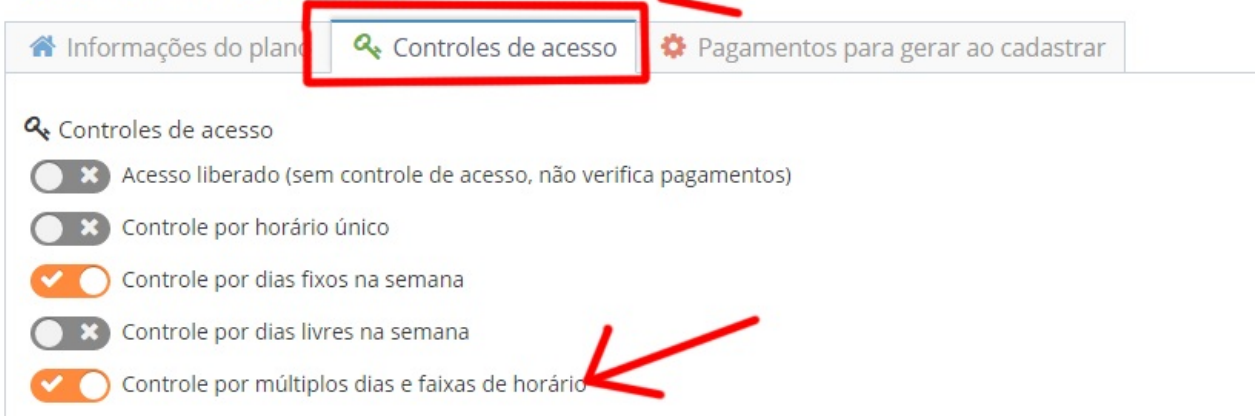 Informações do plano Controles de acesso Pagamentos para gerar ao cadastrar
Controles de acesso
Acesso liberado (sem controle de acesso, não verifica pagamentos)
Controle por horário único
Controle por dias fixos na semana
Controle por dias livres na semana
Controle por múltiplos dias e faixas de horário